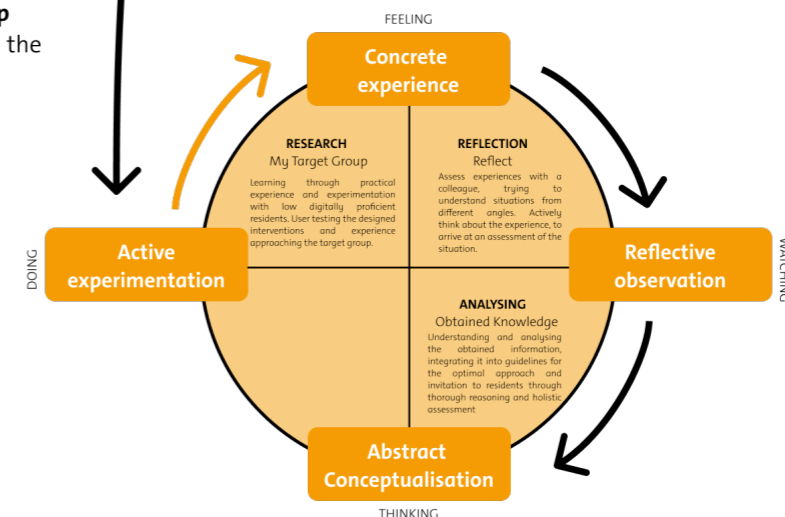 p
the
FEELING
Concrete
experience
RESEARCH
My Target Group
Learning through practical
experience and experimentation
with low digitally proficient
residents. User testing the designed
interventions and experience
approaching the target group.
REFLECTION
Reflect
Assess experiences with a
colleague, trying to
understand situations from
different angles. Actively
think about the experience, to
arrive at an assessment of the
situation.
DOING
Active
experimentation
Reflective
observation
WATCHING
ANALYSING
Obtained Knowledge
Understanding and analysing
the obtained information,
integrating it into guidelines for
the optimal approach and
invitation to residents through
thorough reasoning and holistic
assessment
Abstract
Conceptualisation
THINKING